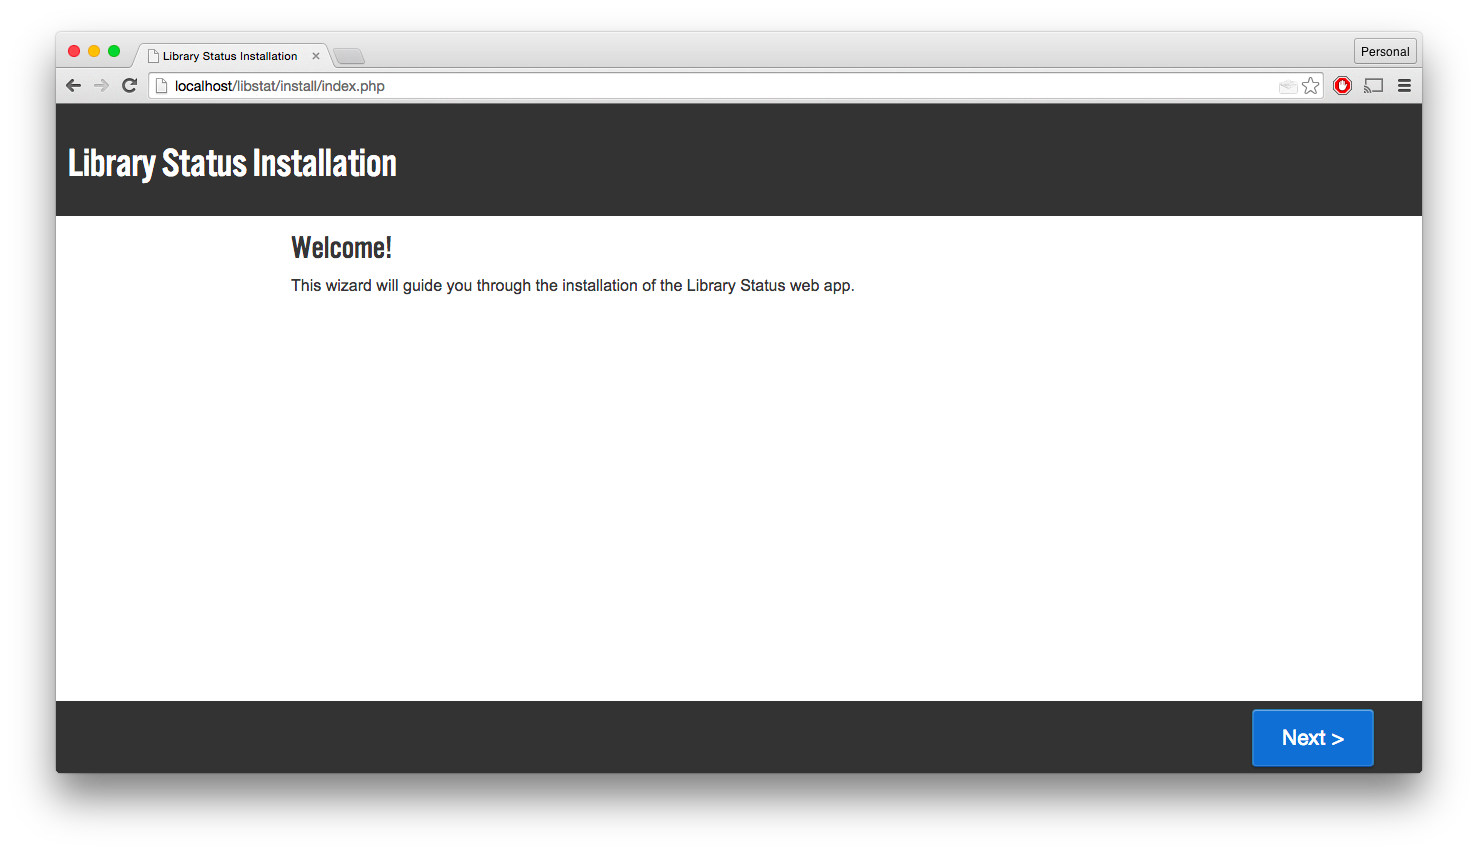 Library Status Installation
Personal
localhost/libstat/install/index.php
Library Status Installation
Welcome!
This wizard will guide you through the installation of the Library Status web app.
Next >